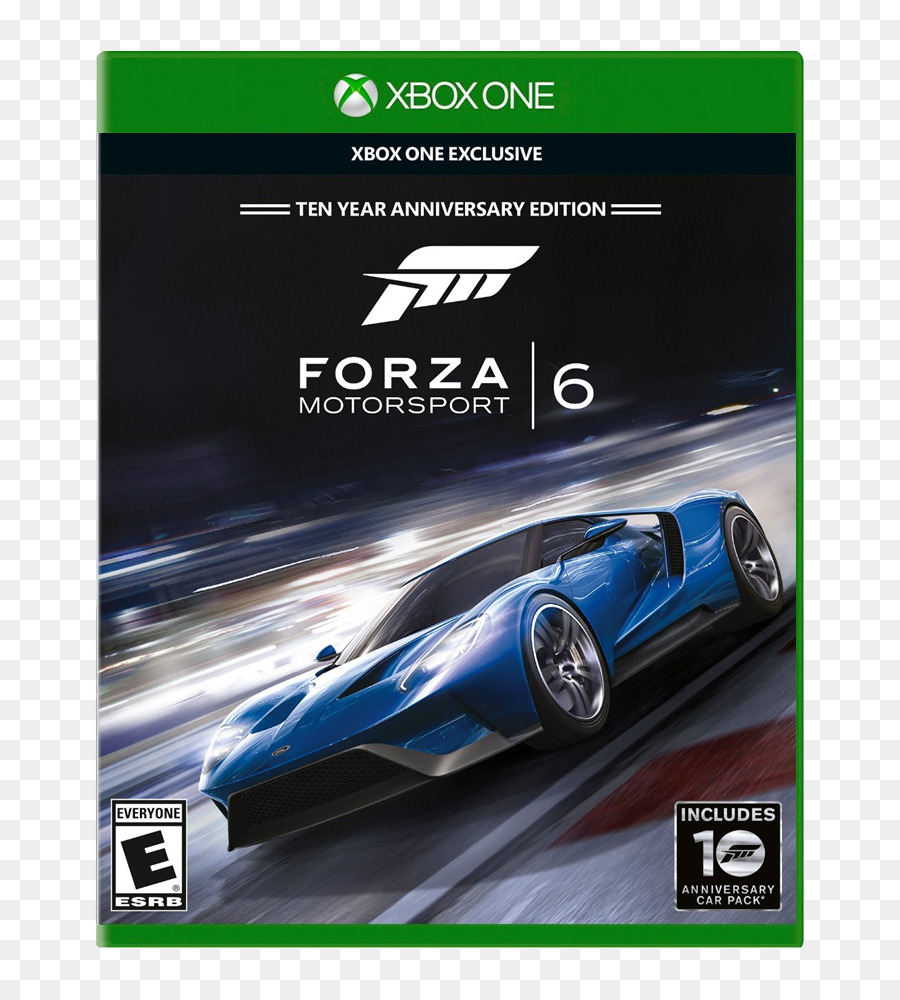 XBOX ONE
XBOX ONE EXCLUSIVE
TEN YEAR ANNIVERSARY EDITION
FORZA
MOTORSPORT
6
EVERYONE
E
®
ESRB
INCLUDES
10
ANNIVERSARY
CAR PACK*